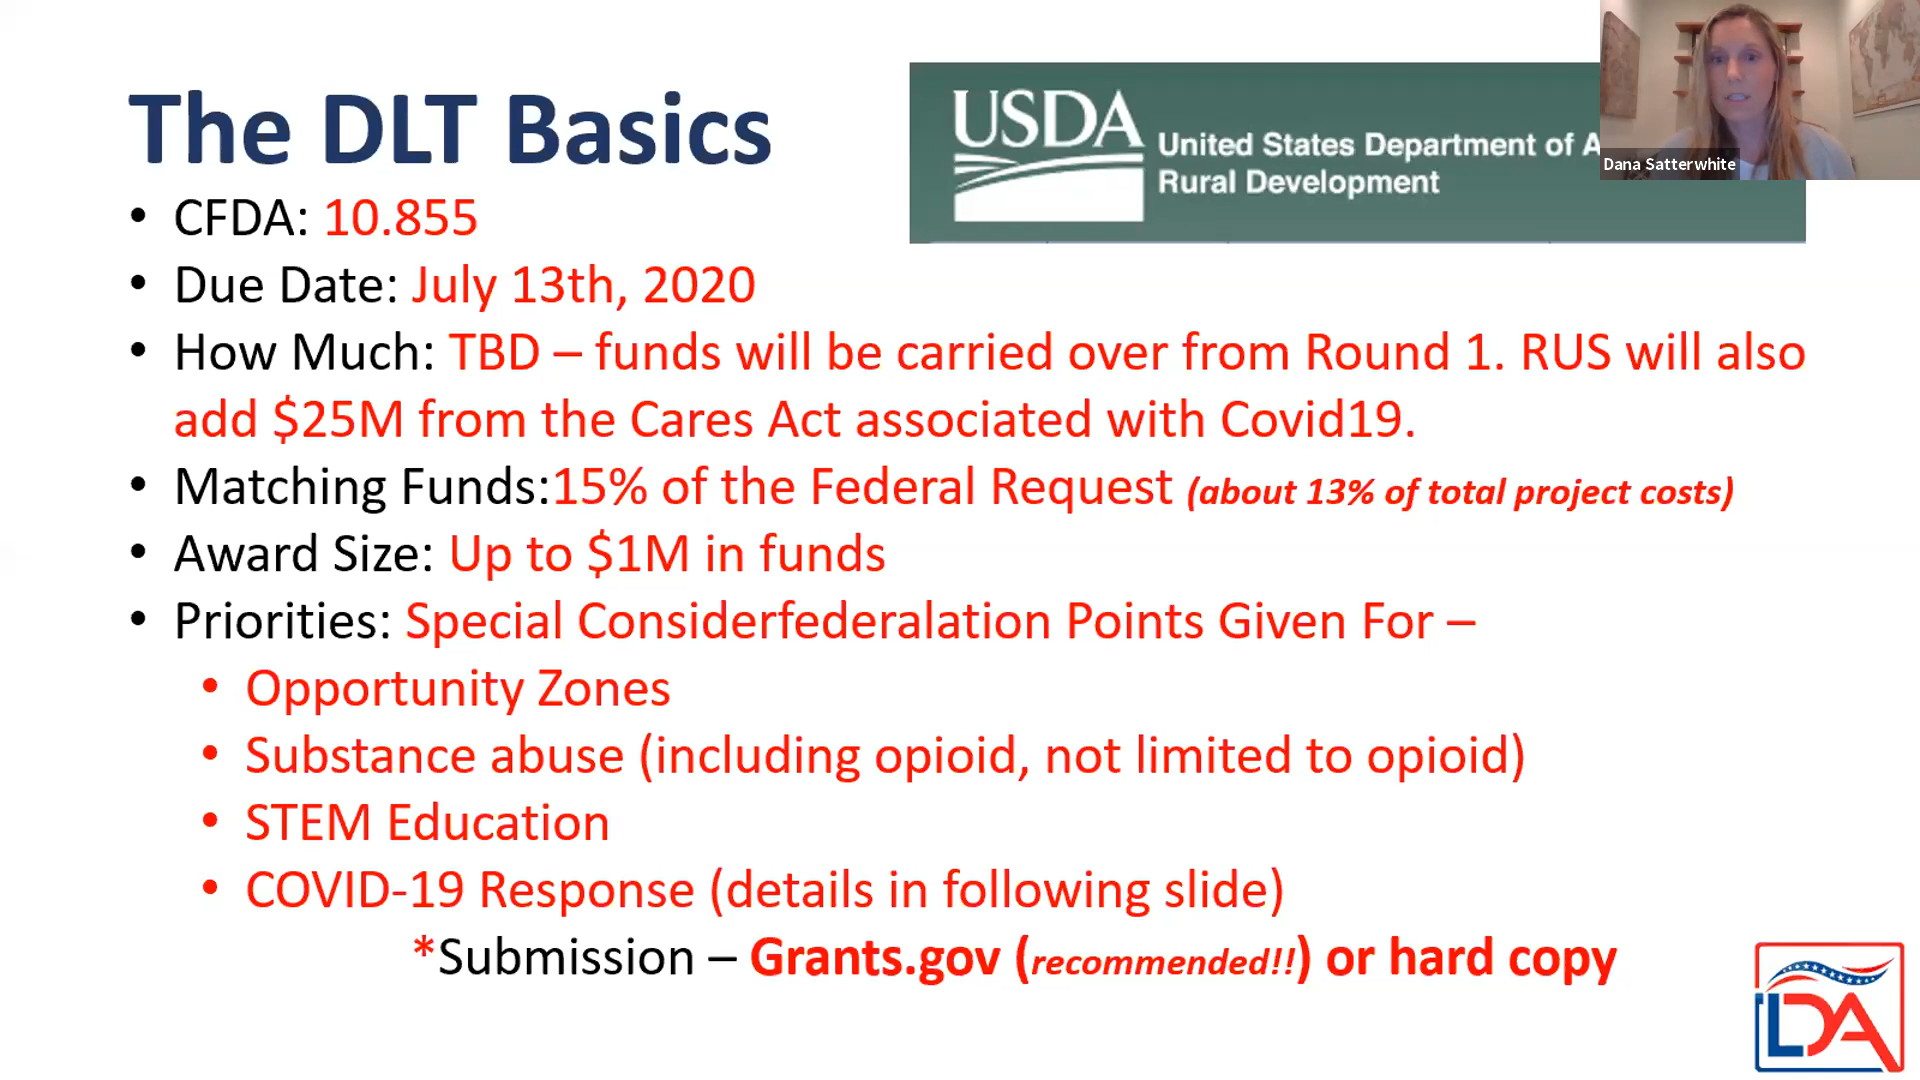 The DLT Basics
USDA
United States Department of A
Rural Development
Dana Satterwhite
• CFDA: 10.855
• Due Date: July 13th, 2020
• How Much: TBD – funds will be carried over from Round 1. RUS will also
add $25M from the Cares Act associated with Covid19.
• Matching Funds:15% of the Federal Request (about 13% of total project costs)
• Award Size: Up to $1M in funds
• Priorities: Special Considerfederalation Points Given For –
• Opportunity Zones
• Substance abuse (including opioid, not limited to opioid)
• STEM Education
• COVID-19 Response (details in following slide)
*Submission – Grants.gov (recommended!!) or hard copy
LDA